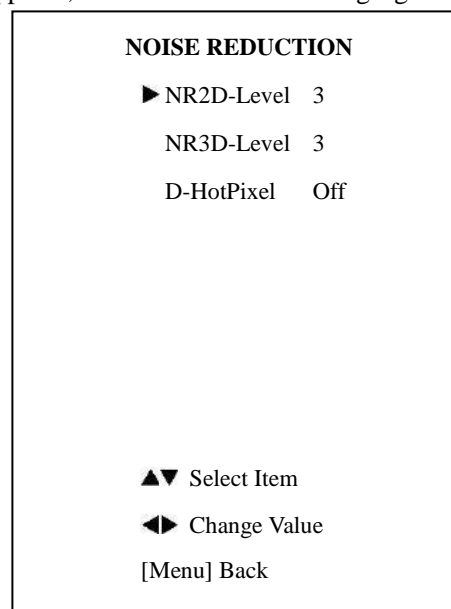 NOISE REDUCTION
▶ NR2D-Level 3
NR3D-Level 3
D-HotPixel Off
▲▼ Select Item
◀▶ Change Value
[Menu] Back